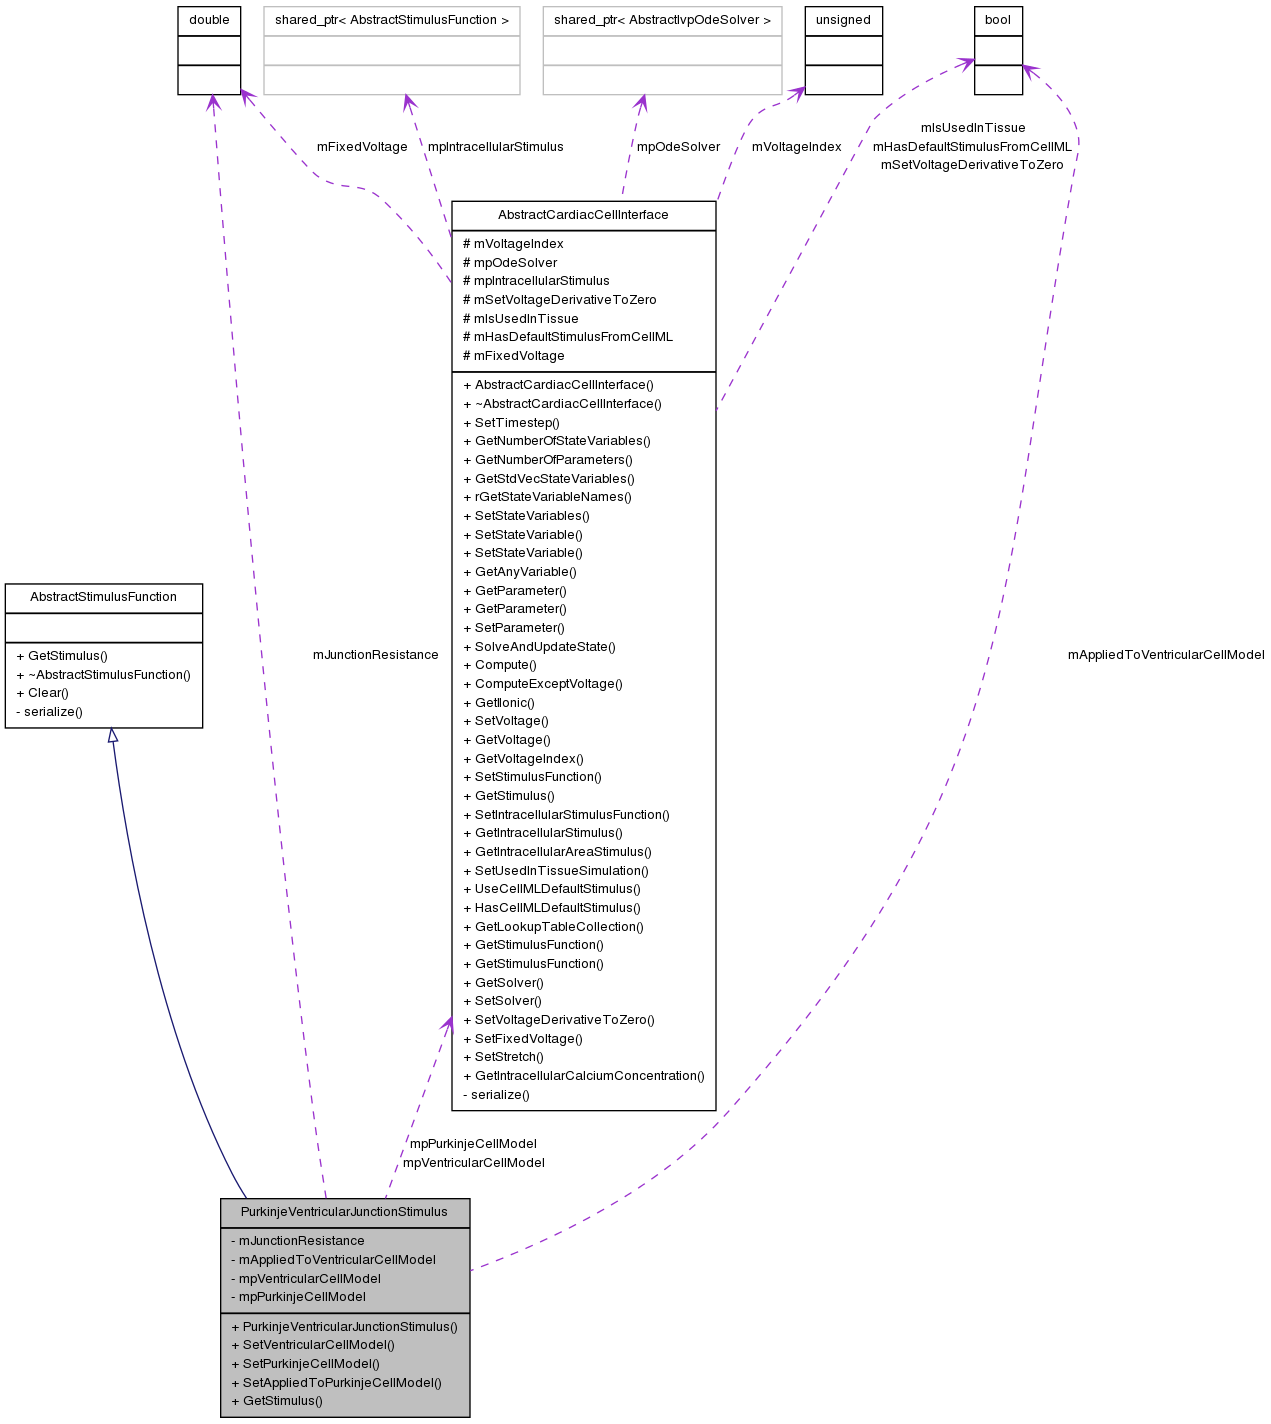 double
shared_ptr< AbstractStimulusFunction >
shared_ptr< AbstractIvpOdeSolver >
unsigned
bool
mFixedVoltage
mpIntracellularStimulus
mpOdeSolver
mVoltageIndex
mIsUsedInTissue
mHasDefaultStimulusFromCellML
mSetVoltageDerivativeToZero
AbstractCardiacCellInterface
# mVoltageIndex
# mpOdeSolver
# mpIntracellularStimulus
# mSetVoltageDerivativeToZero
# mIsUsedInTissue
# mHasDefaultStimulusFromCellML
# mFixedVoltage
+ AbstractCardiacCellInterface()
+ ~AbstractCardiacCellInterface()
+ SetTimestep()
+ GetNumberOfStateVariables()
+ GetNumberOfParameters()
+ GetStdVecStateVariables()
+ rGetStateVariableNames()
+ SetStateVariables()
+ SetStateVariable()
+ SetStateVariable()
+ GetAnyVariable()
+ GetParameter()
+ GetParameter()
+ SetParameter()
+ SolveAndUpdateState()
+ Compute()
+ ComputeExceptVoltage()
+ GetIIonic()
+ SetVoltage()
+ GetVoltage()
+ GetVoltageIndex()
+ SetStimulusFunction()
+ GetStimulus()
+ SetIntracellularStimulusFunction()
+ GetIntracellularStimulus()
+ GetIntracellularAreaStimulus()
+ SetUsedInTissueSimulation()
+ UseCellMLDefaultStimulus()
+ HasCellMLDefaultStimulus()
+ GetLookupTableCollection()
+ GetStimulusFunction()
+ GetStimulusFunction()
+ GetSolver()
+ SetSolver()
+ SetVoltageDerivativeToZero()
+ SetFixedVoltage()
+ SetStretch()
+ GetIntracellularCalciumConcentration()
- serialize()
AbstractStimulusFunction
+ GetStimulus()
+ ~AbstractStimulusFunction()
+ Clear()
- serialize()
mJunctionResistance
mAppliedToVentricularCellModel
mpPurkinjeCellModel
mpVentricularCellModel
PurkinjeVentricularJunctionStimulus
- mJunctionResistance
- mAppliedToVentricularCellModel
- mpVentricularCellModel
- mpPurkinjeCellModel
+ PurkinjeVentricularJunctionStimulus()
+ SetVentricularCellModel()
+ SetPurkinjeCellModel()
+ SetAppliedToPurkinjeCellModel()
+ GetStimulus()